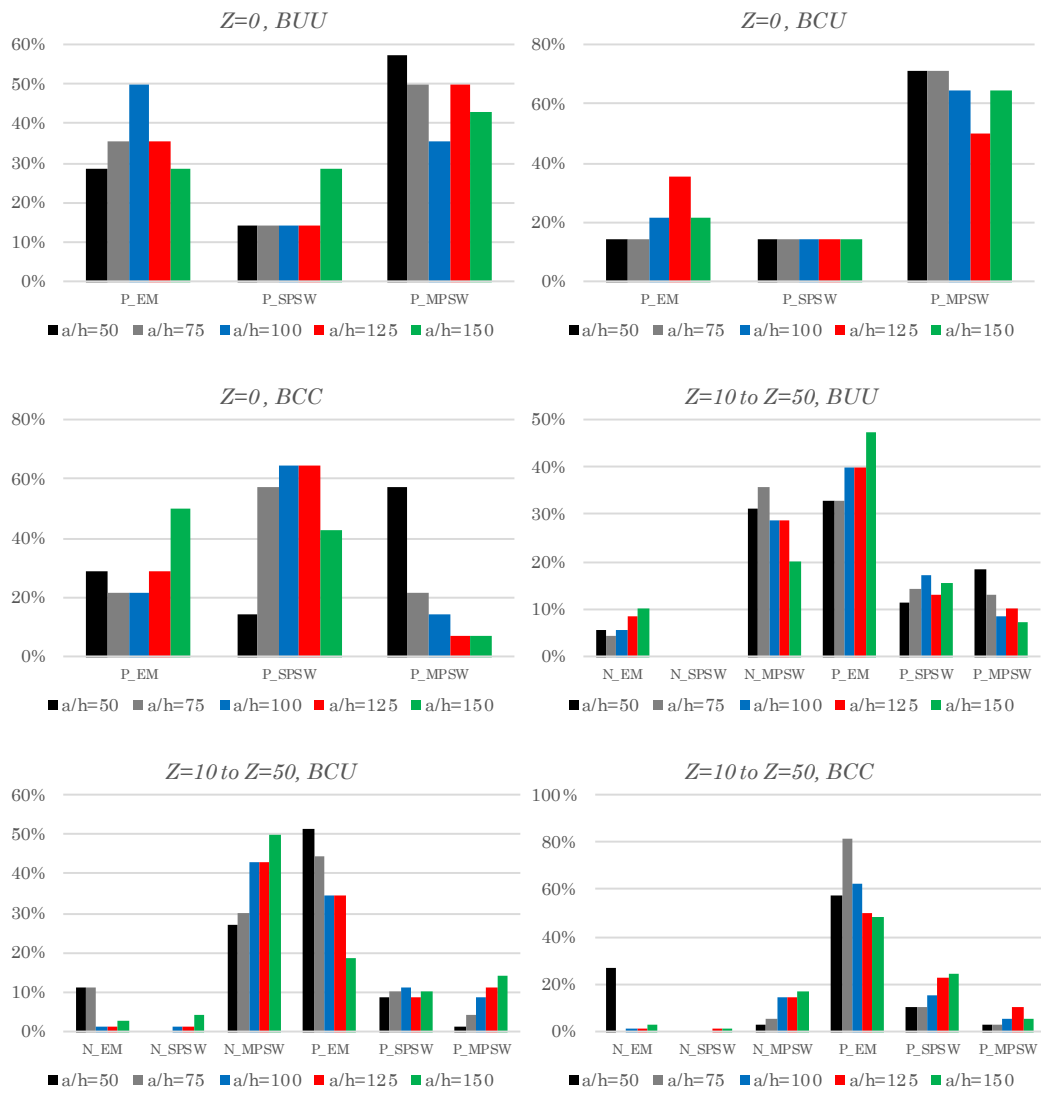 Z=0, BUU
60%
50%
40%
30%
20%
10%
0%
P_EM P_SPSW P_MPSW
a/h=50 a/h=75 a/h=100 a/h=125 a/h=150
Z=0, BCU
80%
60%
40%
20%
0%
P_EM P_SPSW P_MPSW
a/h=50 a/h=75 a/h=100 a/h=125 a/h=150
Z=0, BCC
80%
60%
40%
20%
0%
P_EM P_SPSW P_MPSW
a/h=50 a/h=75 a/h=100 a/h=125 a/h=150
Z=10 to Z=50, BUU
50%
40%
30%
20%
10%
0%
N_EM N_SPSW N_MPSW P_EM P_SPSW P_MPSW
a/h=50 a/h=75 a/h=100 a/h=125 a/h=150
Z=10 to Z=50, BCU
60%
50%
40%
30%
20%
10%
0%
N_EM N_SPSW N_MPSW P_EM P_SPSW P_MPSW
a/h=50 a/h=75 a/h=100 a/h=125 a/h=150
Z=10 to Z=50, BCC
100%
80%
60%
40%
20%
0%
N_EM N_SPSW N_MPSW P_EM P_SPSW P_MPSW
a/h=50 a/h=75 a/h=100 a/h=125 a/h=150